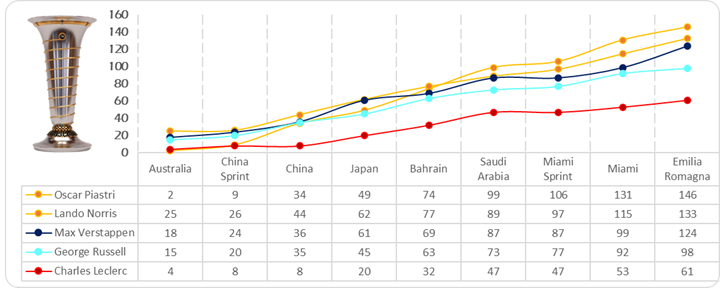 160
140
120
100
80
60
40
20
0
Australia China Sprint China Japan Bahrain Saudi Arabia Miami Sprint Miami Emilia Romagna
Oscar Piastri 2 9 34 49 74 99 106 131 146
Lando Norris 25 26 44 62 77 89 97 115 133
Max Verstappen 18 24 36 61 69 87 87 99 124
George Russell 15 20 35 45 63 73 77 92 98
Charles Leclerc 4 8 8 20 32 47 47 53 61